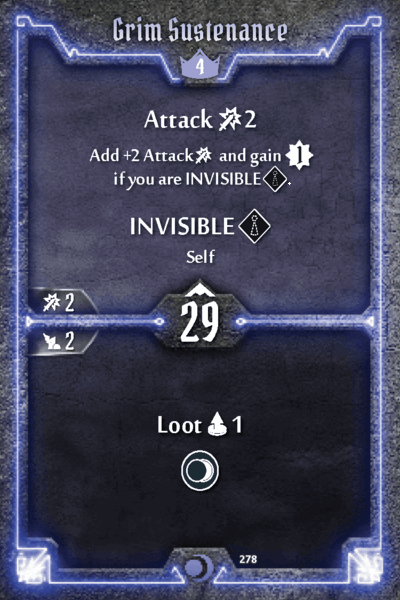 Grim Sustenance
4
Attack 2
Add +2 Attack and gain 1
if you are INVISIBLE.
INVISIBLE
Self
2
29
2
Loot 1
278